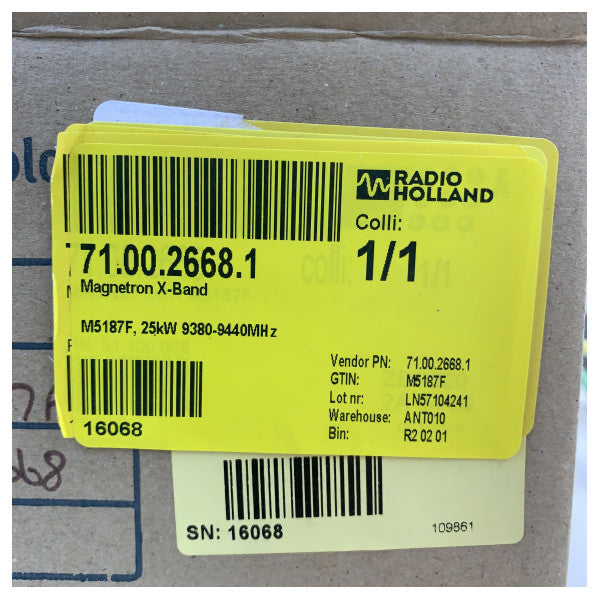 RADIO
HOLLAND
Colli:
1/1
71.00.2668.1
Magnetron X-Band
M5187F, 25kW 9380-9440MHz
Vendor PN: 71.00.2668.1
GTIN: M5187F
Lot nr: LN57104241
Warehouse: ANT010
Bin: R2 02 01
16068
SN: 16068
109861